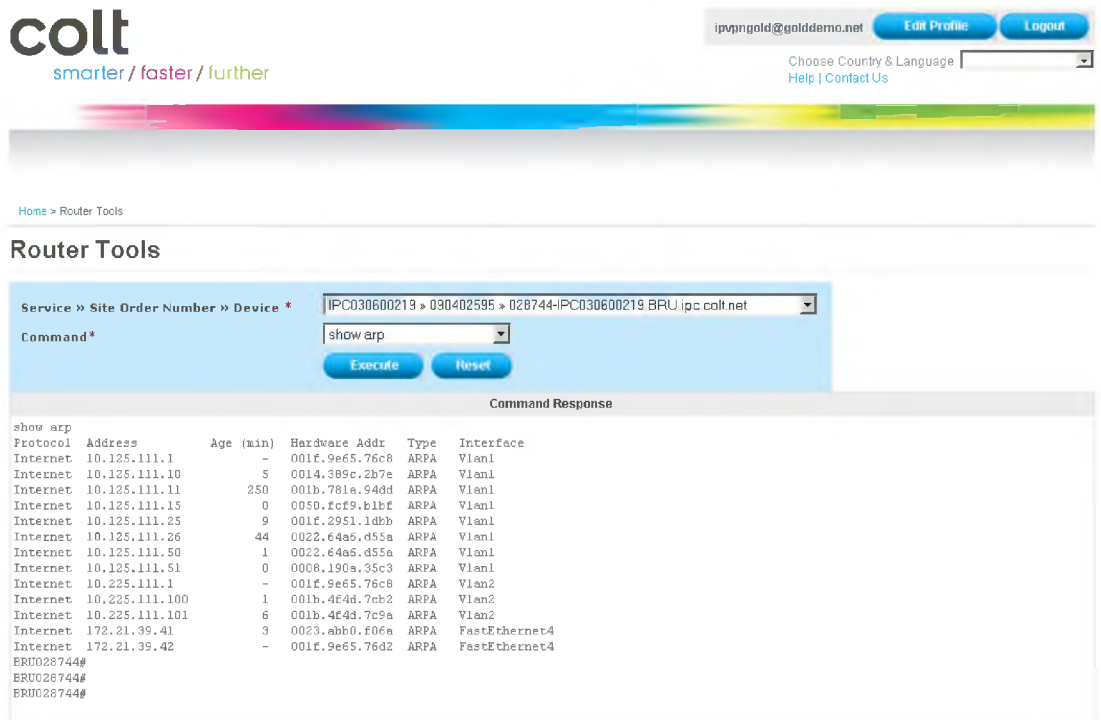 colt
smarter / faster / further
ipvpngold@golddemo.net Edit Profile Logout
Choose Country & Language
Help | Contact Us
Home > Router Tools
Router Tools
Service » Site Order Number » Device * IPC030600219 » 090402595 » 028744-IPC030600219.BRU.ipc.colt.net
Command * show arp
Execute Reset
Command Response
show arp
Protocol Address Age (min) Hardware Addr Type Interface
Internet 10.125.111.1 - 001f.9e65.76c8 ARPA Vlan1
Internet 10.125.111.10 5 0014.389c.2b7e ARPA Vlan1
Internet 10.125.111.11 250 001b.781a.94dd ARPA Vlan1
Internet 10.125.111.15 0 0050.fcf9.b1bf ARPA Vlan1
Internet 10.125.111.25 9 001f.2951.1dbb ARPA Vlan1
Internet 10.125.111.26 44 0022.64a6.d55a ARPA Vlan1
Internet 10.125.111.50 1 0022.64a6.d55a ARPA Vlan1
Internet 10.125.111.51 0 0008.190a.35c3 ARPA Vlan1
Internet 10.225.111.1 - 001f.9e65.76c8 ARPA Vlan2
Internet 10.225.111.100 1 001b.4f4d.7cb2 ARPA Vlan2
Internet 10.225.111.101 6 001b.4f4d.7c9a ARPA Vlan2
Internet 172.21.39.41 3 0023.abb0.f06a ARPA FastEthernet4
Internet 172.21.39.42 - 001f.9e65.76d2 ARPA FastEthernet4
BRU028744#
BRU028744#
BRU028744#